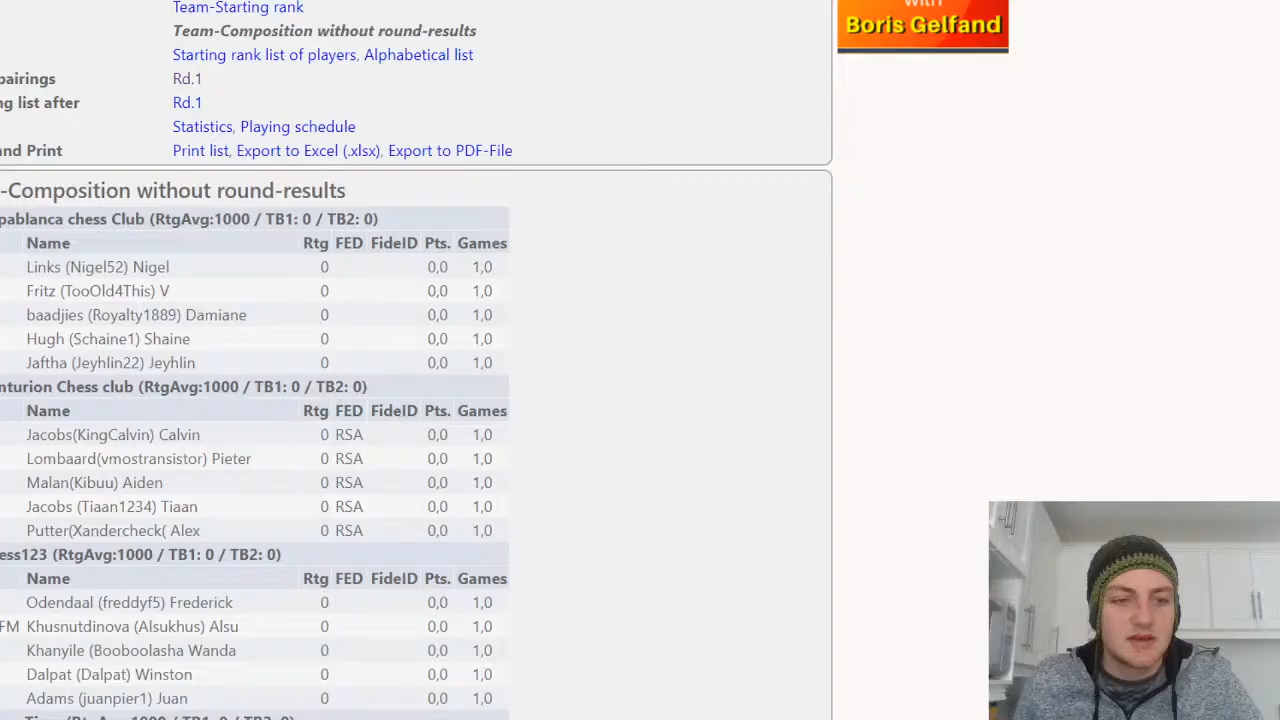 with
Boris Gelfand
Team-Starting rank
Team-Composition without round-results
Starting rank list of players, Alphabetical list
pairings Rd.1
ng list after Rd.1
Statistics, Playing schedule
and Print Print list, Export to Excel (.xlsx), Export to PDF-File
-Composition without round-results
pablanca chess Club (RtgAvg:1000 / TB1: 0 / TB2: 0)
Name Rtg FED FideID Pts. Games
Links (Nigel52) Nigel 0 0,0 1,0
Fritz (TooOld4This) V 0 0,0 1,0
baadjies (Royalty1889) Damiane 0 0,0 1,0
Hugh (Schaine1) Shaine 0 0,0 1,0
Jaftha (Jeyhlin22) Jeyhlin 0 0,0 1,0
nturion Chess club (RtgAvg:1000 / TB1: 0 / TB2: 0)
Name Rtg FED FideID Pts. Games
Jacobs(KingCalvin) Calvin 0 RSA 0,0 1,0
Lombaard(vmostransistor) Pieter 0 RSA 0,0 1,0
Malan(Kibuu) Aiden 0 RSA 0,0 1,0
Jacobs (Tiaan1234) Tiaan 0 RSA 0,0 1,0
Putter(Xandercheck( Alex 0 RSA 0,0 1,0
ess123 (RtgAvg:1000 / TB1: 0 / TB2: 0)
Name Rtg FED FideID Pts. Games
Odendaal (freddyf5) Frederick 0 0,0 1,0
FM Khusnutdinova (Alsukhus) Alsu 0 0,0 1,0
Khanyile (Booboolasha Wanda 0 0,0 1,0
Dalpat (Dalpat) Winston 0 0,0 1,0
Adams (juanpier1) Juan 0 0,0 1,0
(RtgAvg:1000 / TB1: 0 / TB2: 0)